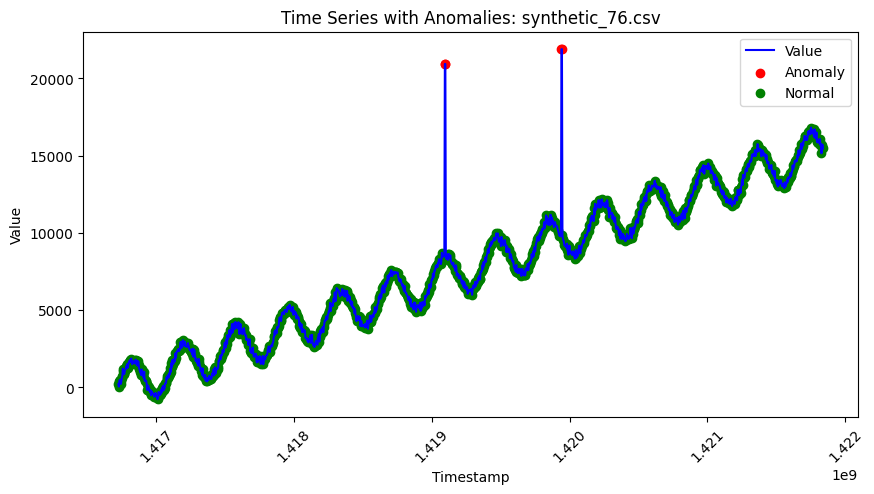 Time Series with Anomalies: synthetic_76.csv
Value
Anomaly
Normal
Value
20000
15000
10000
5000
0
1.417
1.418
1.419
1.420
1.421
1.422
1e9
Timestamp